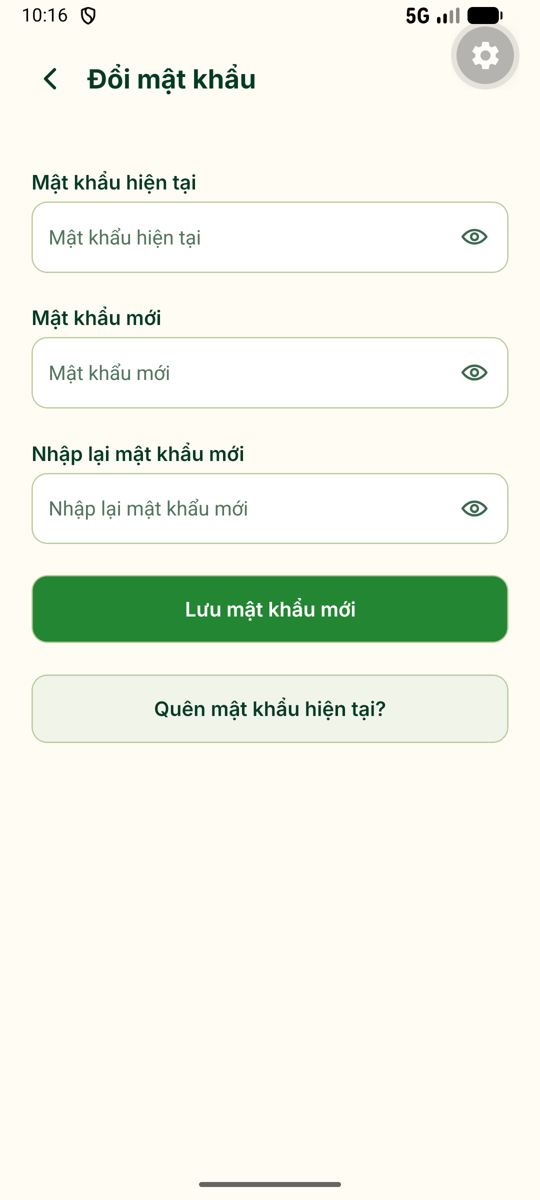 10:16
5G
Đổi mật khẩu
Mật khẩu hiện tại
Mật khẩu hiện tại
Mật khẩu mới
Mật khẩu mới
Nhập lại mật khẩu mới
Nhập lại mật khẩu mới
Lưu mật khẩu mới
Quên mật khẩu hiện tại?